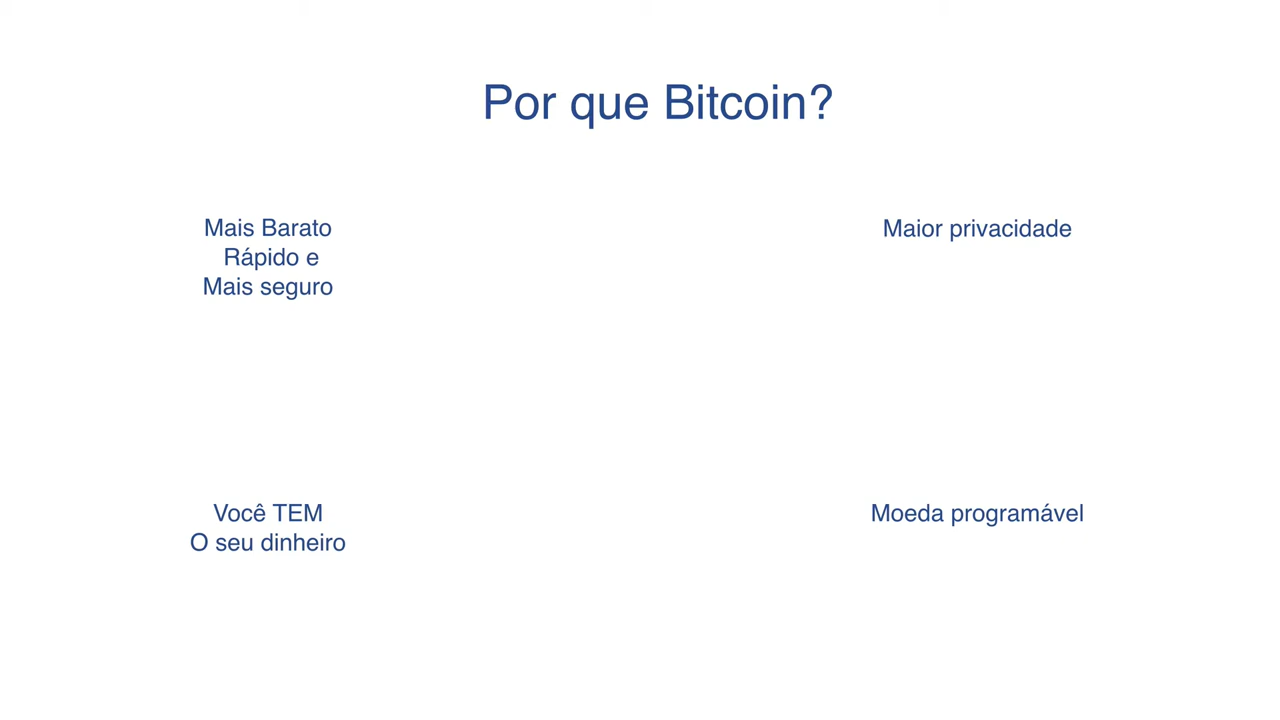 Por que Bitcoin?
Mais Barato
Rápido e
Mais seguro
Maior privacidade
Você TEM
O seu dinheiro
Moeda programável